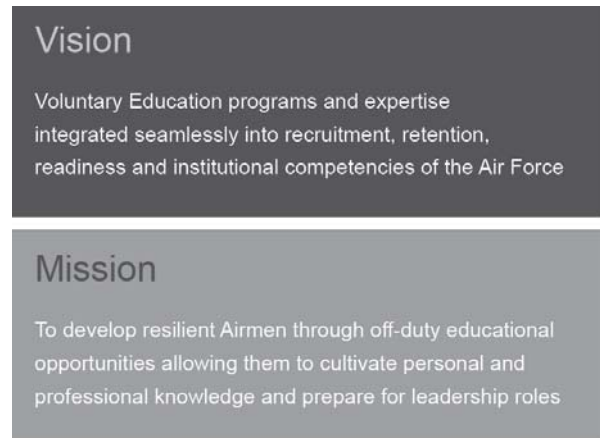 Vision
Voluntary Education programs and expertise
integrated seamlessly into recruitment, retention,
readiness and institutional competencies of the Air Force
Mission
To develop resilient Airmen through off-duty educational
opportunities allowing them to cultivate personal and
professional knowledge and prepare for leadership roles